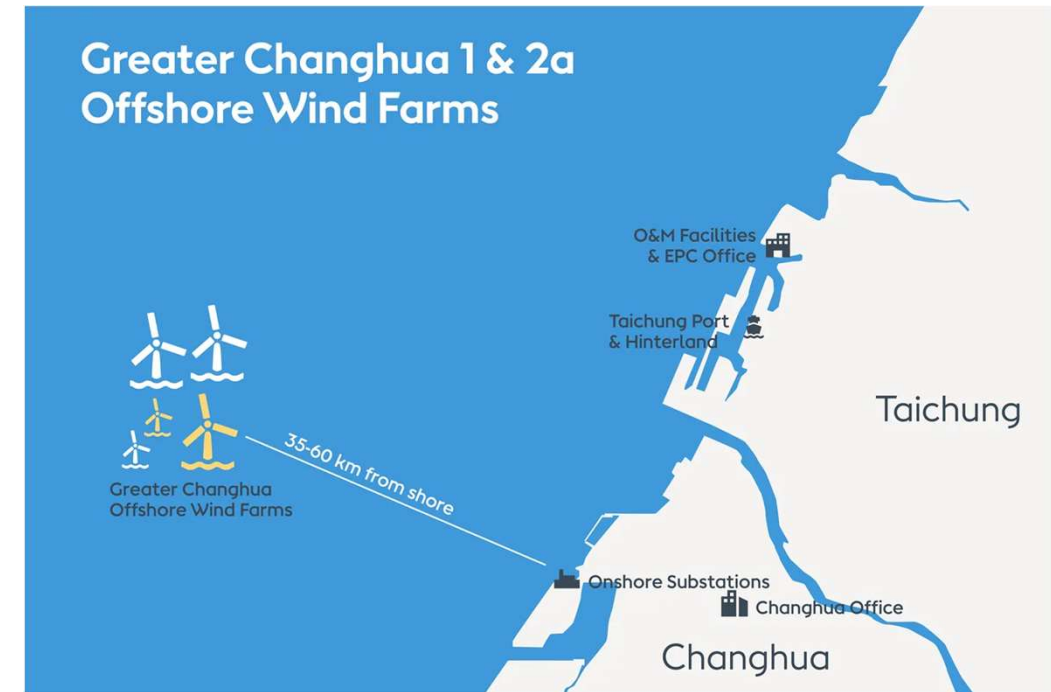 Greater Changhua 1 & 2a
Offshore Wind Farms
O&M Facilities
& EPC Office
Taichung Port
& Hinterland
Taichung
35-60 km from shore
Greater Changhua
Offshore Wind Farms
Onshore Substations
Changhua Office
Changhua